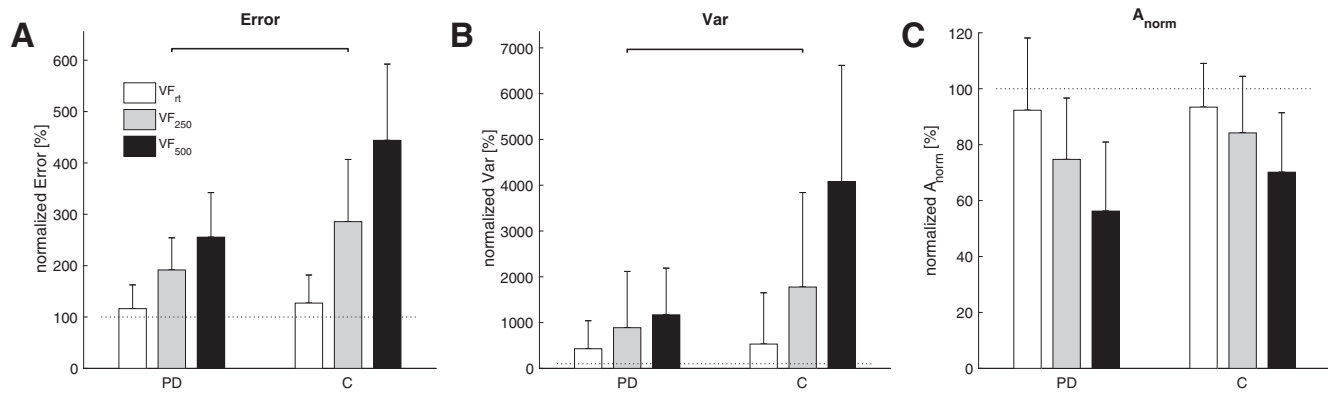 A
Error
normalized Error [%]
600
500
400
300
200
100
0
VF_rt
VF_250
VF_500
PD
C
B
Var
normalized Var [%]
7000
6000
5000
4000
3000
2000
1000
0
PD
C
C
A_norm
normalized A_norm [%]
120
100
80
60
40
20
0
PD
C